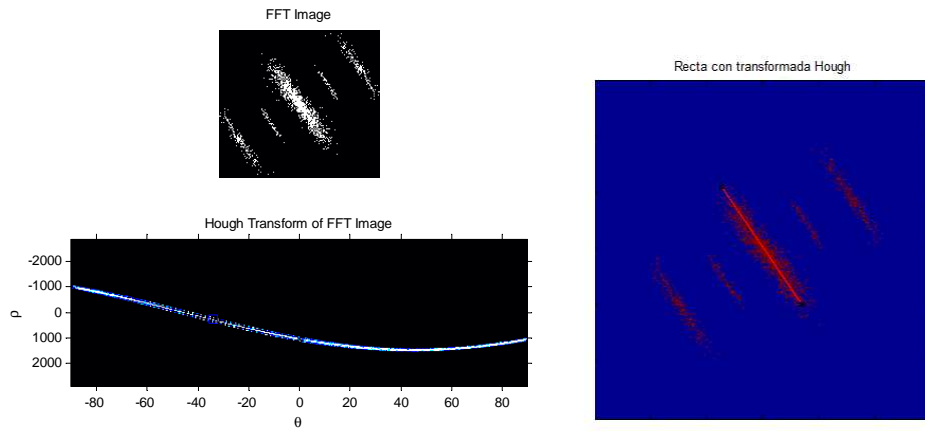 FFT Image
Recta con transformada Hough
Hough Transform of FFT Image
-2000
-1000
0
1000
2000
ρ
-80 -60 -40 -20 0 20 40 60 80
θ